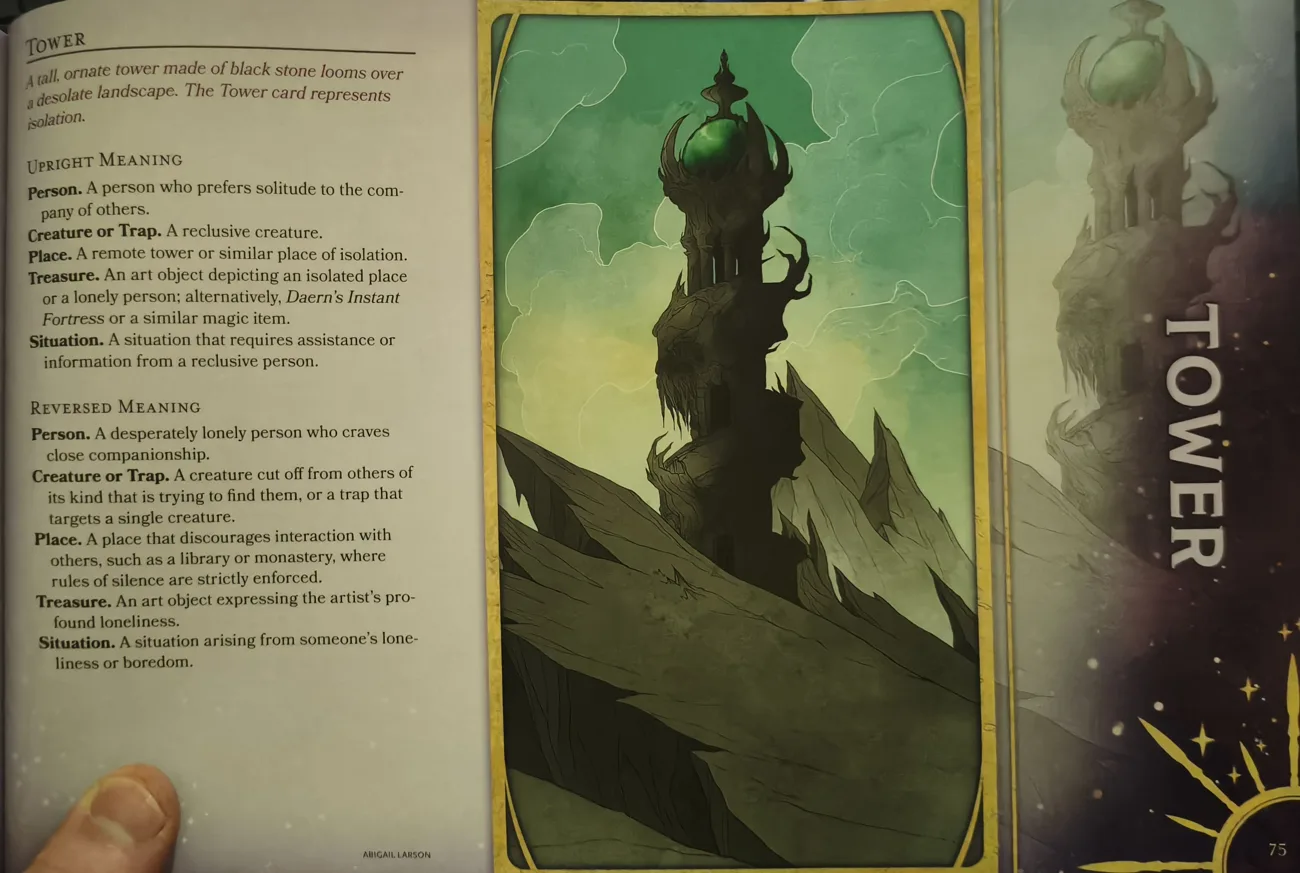 TOWER
A tall, ornate tower made of black stone looms over
a desolate landscape. The Tower card represents
isolation.
UPRIGHT MEANING
Person. A person who prefers solitude to the com-
pany of others.
Creature or Trap. A reclusive creature.
Place. A remote tower or similar place of isolation.
Treasure. An art object depicting an isolated place
or a lonely person; alternatively, Daern's Instant
Fortress or a similar magic item.
Situation. A situation that requires assistance or
information from a reclusive person.
REVERSED MEANING
Person. A desperately lonely person who craves
close companionship.
Creature or Trap. A creature cut off from others of
its kind that is trying to find them, or a trap that
targets a single creature.
Place. A place that discourages interaction with
others, such as a library or monastery, where
rules of silence are strictly enforced.
Treasure. An art object expressing the artist's pro-
found loneliness.
Situation. A situation arising from someone's lone-
liness or boredom.
ABIGAIL LARSON
TOWER
75